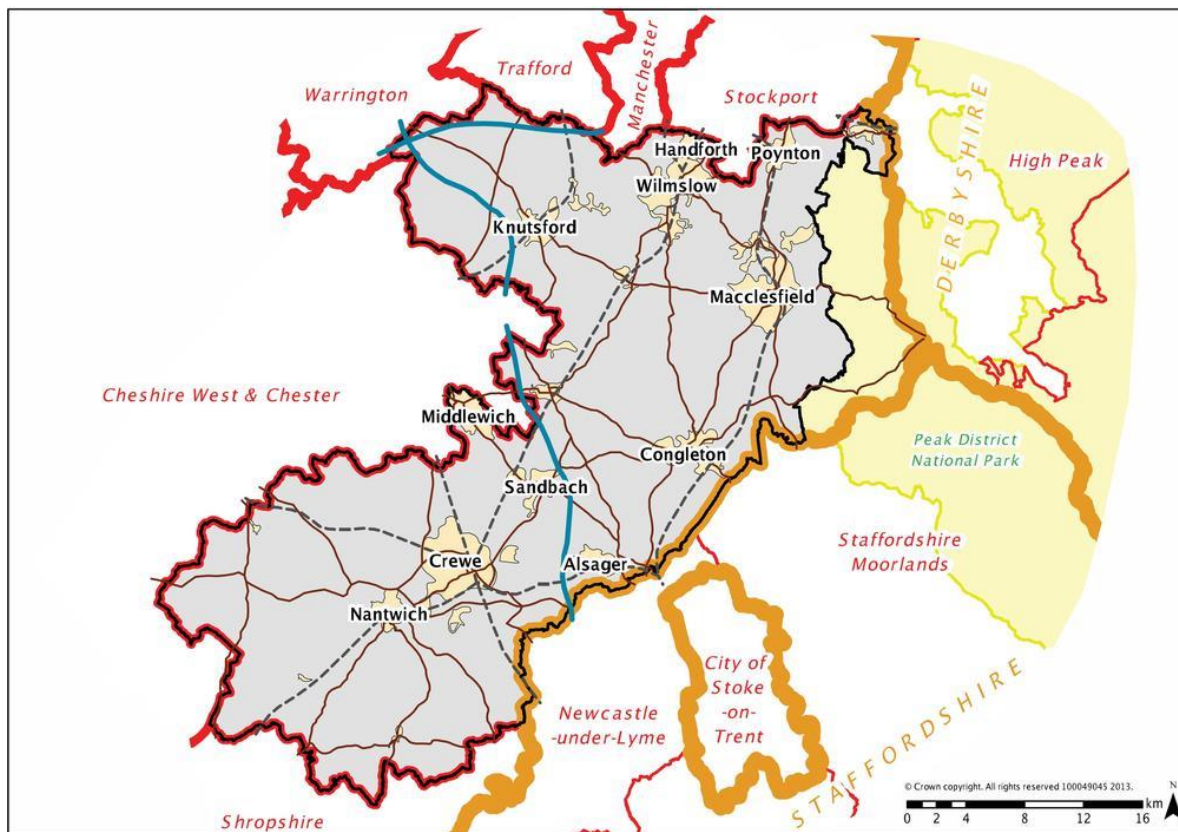 Trafford
Manchester
Warrington
Stockport
DERBYSHIRE
High Peak
Handforth
Poynton
Wilmslow
Knutsford
Macclesfield
Cheshire West & Chester
Middlewich
Peak District
National Park
Congleton
Sandbach
Staffordshire
Moorlands
Crewe
Alsager
Nantwich
City of
Stoke
-on-
Trent
Newcastle
-under-Lyme
STAFFORDSHIRE
Shropshire
© Crown copyright. All rights reserved 100049045 2013.
N
km
0 2 4 8 12 16